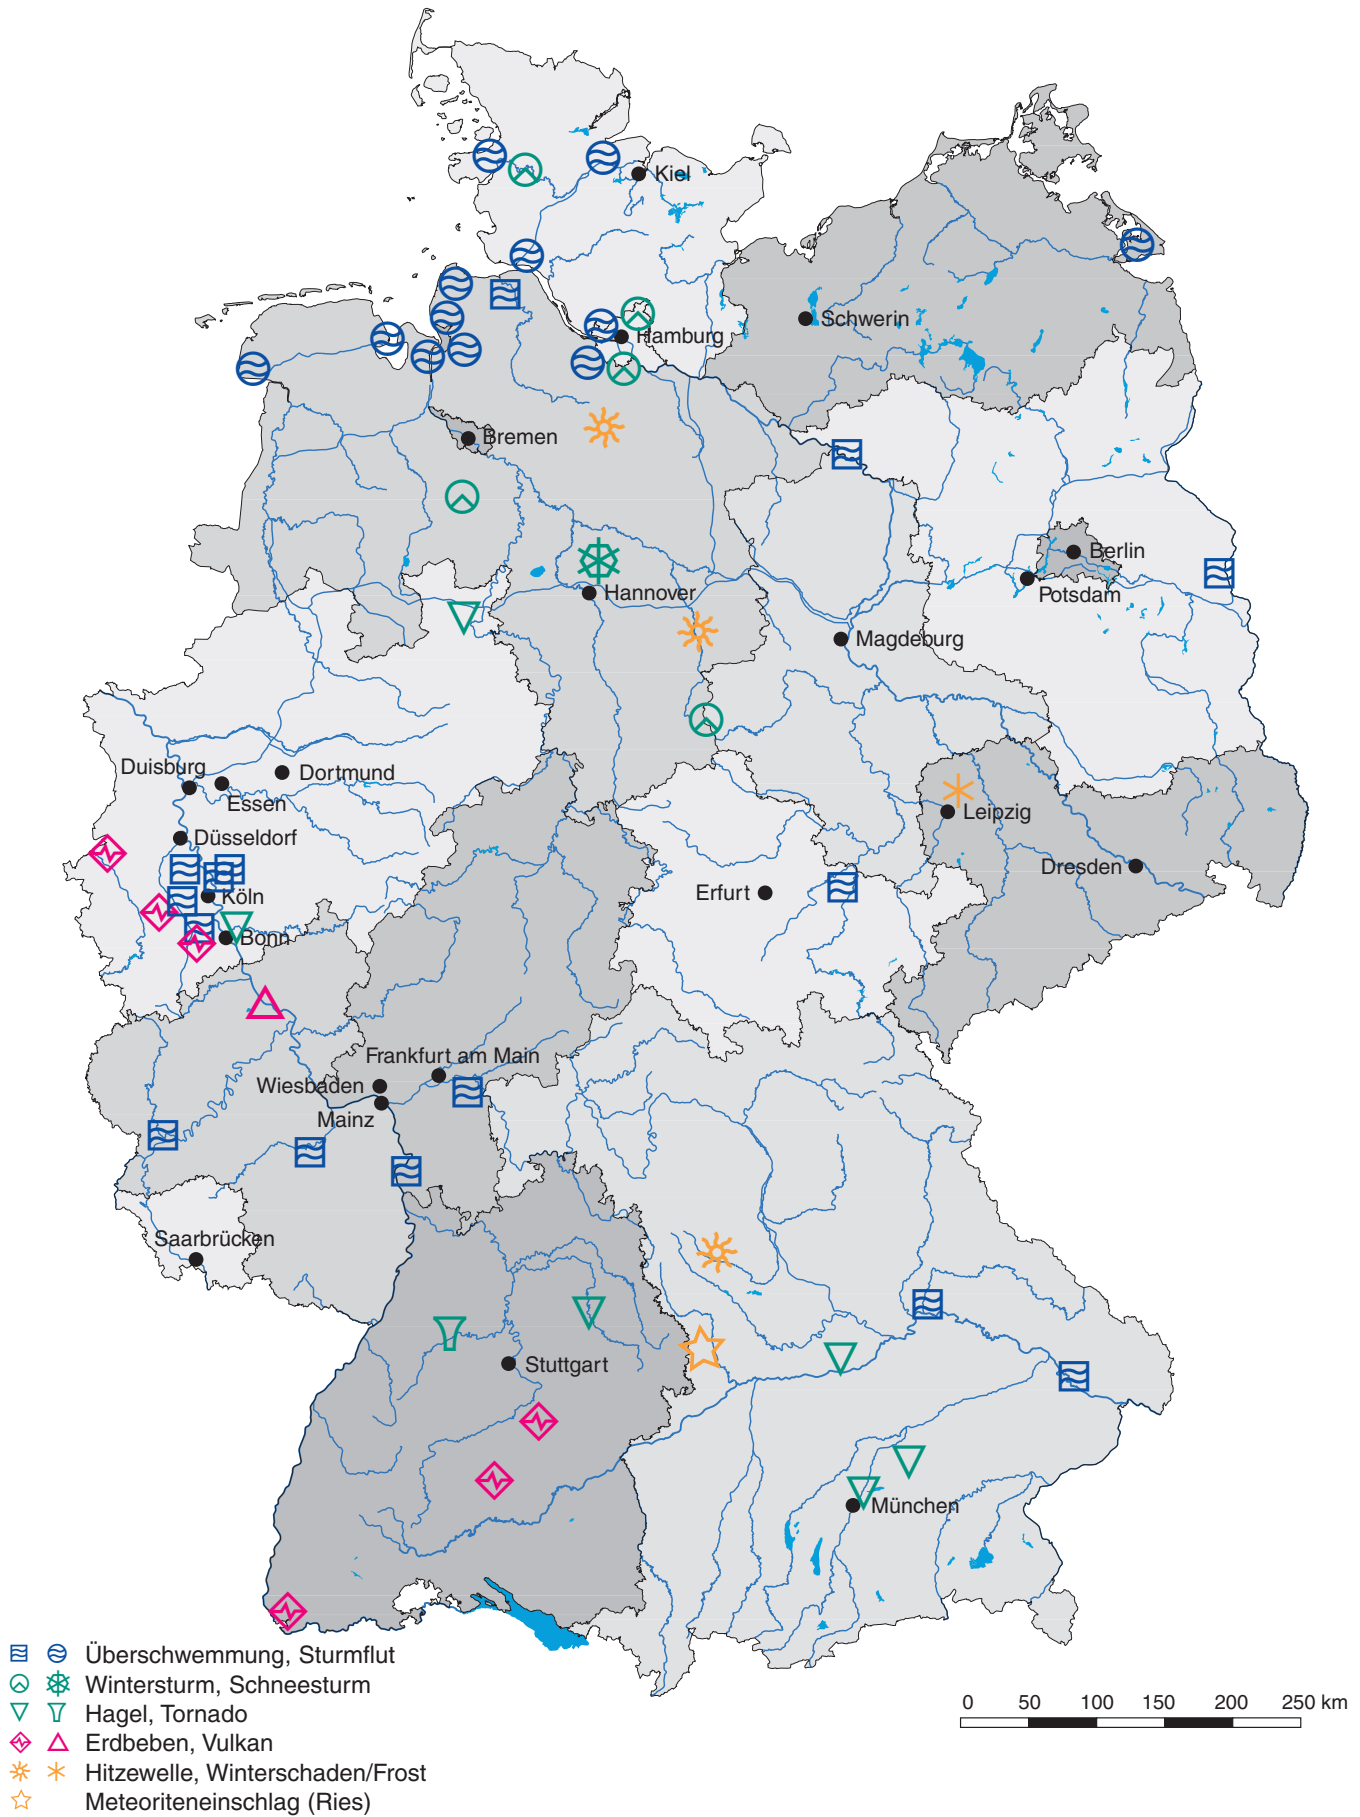 Kiel
Schwerin
Hamburg
Bremen
Berlin
Hannover
Potsdam
Magdeburg
Duisburg
Dortmund
Essen
Leipzig
Düsseldorf
Dresden
Erfurt
Köln
Bonn
Frankfurt am Main
Wiesbaden
Mainz
Saarbrücken
Stuttgart
München
Überschwemmung, Sturmflut
Wintersturm, Schneesturm
Hagel, Tornado
Erdbeben, Vulkan
Hitzewelle, Winterschaden/Frost
Meteoriteneinschlag (Ries)
0 50 100 150 200 250 km